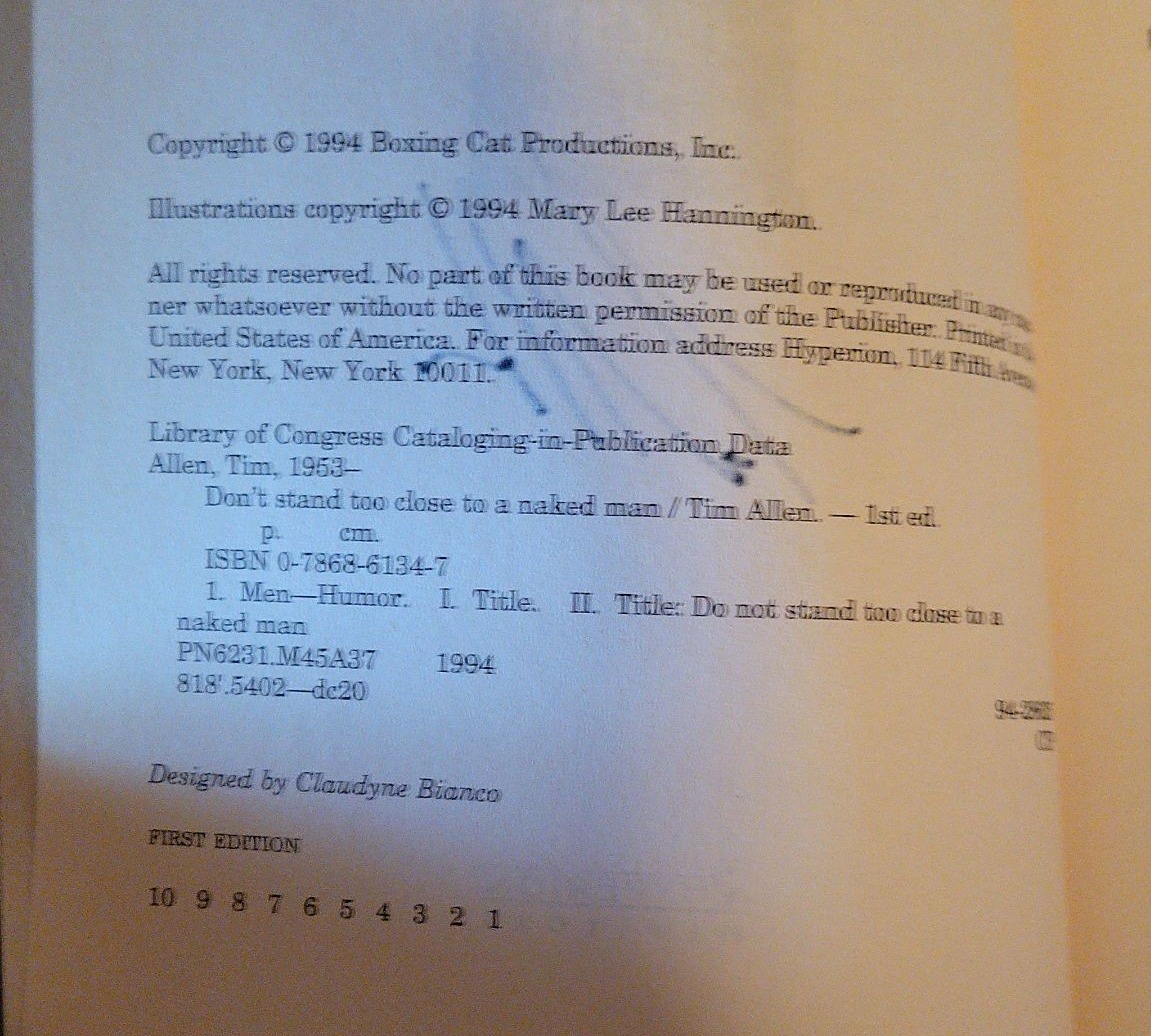 Copyright © 1994 Boxing Cat Productions, Inc.
Illustrations copyright © 1994 Mary Lee Hannington.
All rights reserved. No part of this book may be used or reproduced in any
ner whatsoever without the written permission of the Publisher. Printed
United States of America. For information address Hyperion, 114 Fifth
New York, New York 10011.
Library of Congress Cataloging-in-Publication Data
Allen, Tim, 1953–
Don't stand too close to a naked man / Tim Allen. — 1st ed.
p. cm.
ISBN 0-7868-6134-7
1. Men—Humor. I. Title. II. Title: Do not stand too close to a
naked man
PN6231.M45A37 1994
818'.5402—dc20
Designed by Claudyne Bianco
FIRST EDITION
10 9 8 7 6 5 4 3 2 1